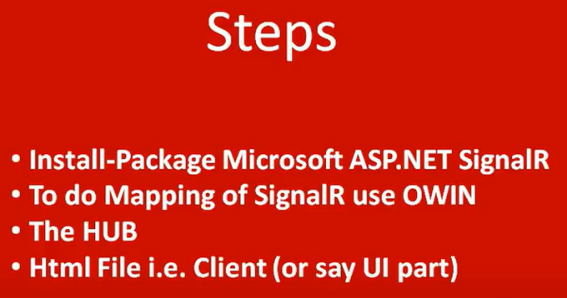 Steps
• Install-Package Microsoft ASP.NET SignalR
• To do Mapping of SignalR use OWIN
• The HUB
• Html File i.e. Client (or say UI part)